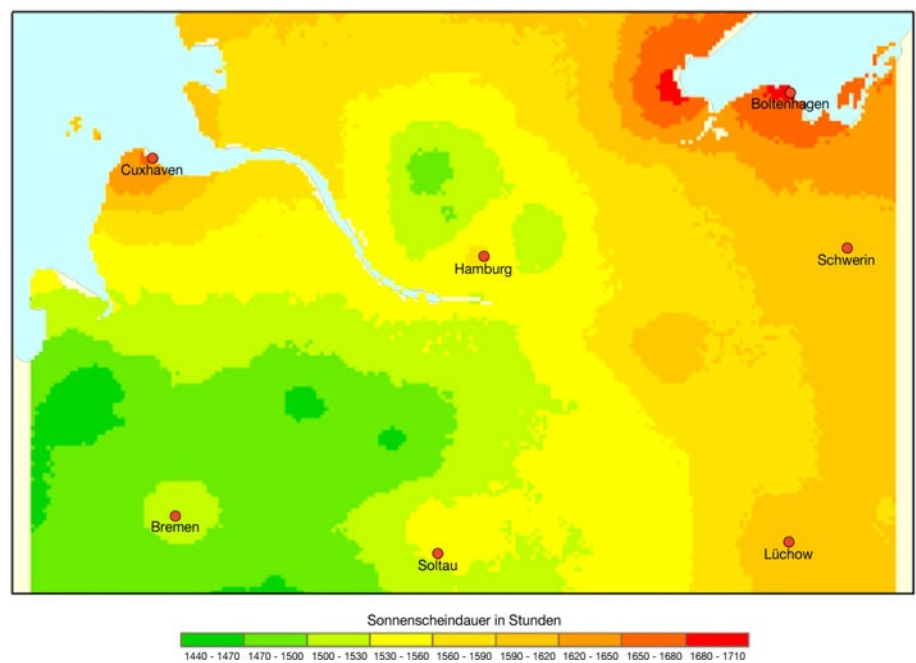 Boltenhagen
Cuxhaven
Schwerin
Hamburg
Bremen
Lüchow
Soltau
Sonnenscheindauer in Stunden
1440 - 1470 1470 - 1500 1500 - 1530 1530 - 1560 1560 - 1590 1590 - 1620 1620 - 1650 1650 - 1680 1680 - 1710